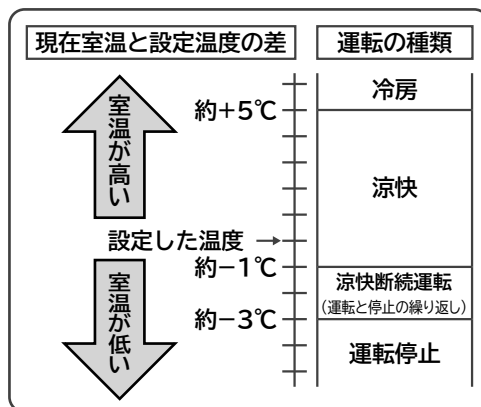 現在室温と設定温度の差
運転の種類
室温が高い
冷房
約+5℃
涼快
設定した温度→
約−1℃
涼快断続運転
(運転と停止の繰り返し)
室温が低い
約−3℃
運転停止